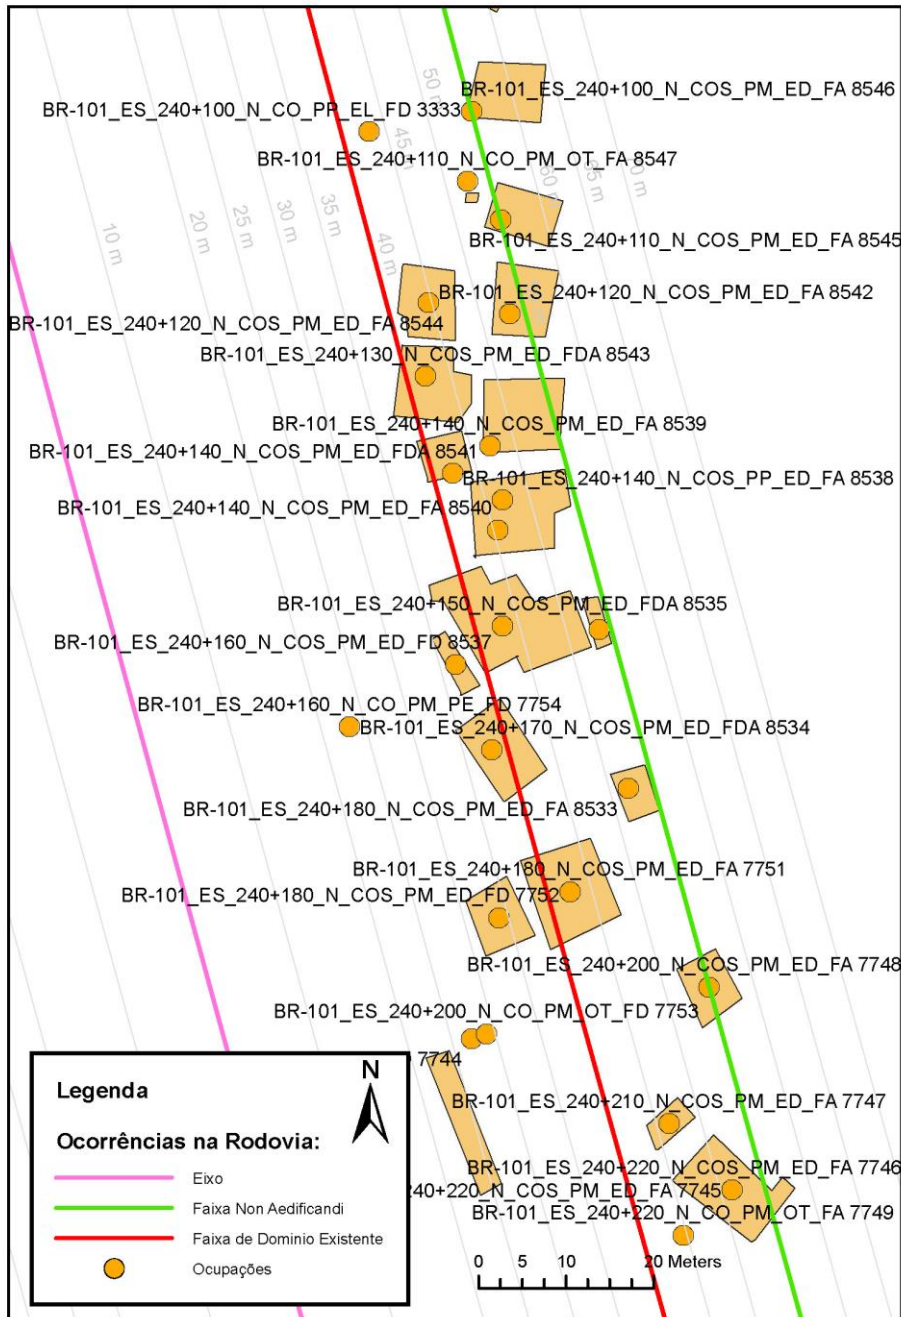 50 m
BR-101_ES_240+100_N_COS_PM_ED_FA 8546
BR-101_ES_240+100_N_CO_PP_EL_FD 3333
45 m
BR-101_ES_240+110_N_CO_PM_OT_FA 8547
10 m
20 m
25 m
30 m
35 m
40 m
BR-101_ES_240+110_N_COS_PM_ED_FA 8545
BR-101_ES_240+120_N_COS_PM_ED_FA 8542
BR-101_ES_240+120_N_COS_PM_ED_FA 8544
BR-101_ES_240+130_N_COS_PM_ED_FDA 8543
BR-101_ES_240+140_N_COS_PM_ED_FA 8539
BR-101_ES_240+140_N_COS_PM_ED_FDA 8541
BR-101_ES_240+140_N_COS_PP_ED_FA 8538
BR-101_ES_240+140_N_COS_PM_ED_FA 8540
BR-101_ES_240+150_N_COS_PM_ED_FDA 8535
BR-101_ES_240+160_N_COS_PM_ED_FD 8537
BR-101_ES_240+160_N_CO_PM_PE_FD 7754
BR-101_ES_240+170_N_COS_PM_ED_FDA 8534
BR-101_ES_240+180_N_COS_PM_ED_FA 8533
BR-101_ES_240+180_N_COS_PM_ED_FA 7751
BR-101_ES_240+180_N_COS_PM_ED_FD 7752
BR-101_ES_240+200_N_COS_PM_ED_FA 7748
BR-101_ES_240+200_N_CO_PM_OT_FD 7753
7744
BR-101_ES_240+210_N_COS_PM_ED_FA 7747
BR-101_ES_240+220_N_COS_PM_ED_FA 7746
240+220_N_COS_PM_ED_FA 7745
BR-101_ES_240+220_N_CO_PM_OT_FA 7749
Legenda
N
Ocorrências na Rodovia:
Eixo
Faixa Non Aedificandi
Faixa de Dominio Existente
Ocupações
0 5 10 20 Meters